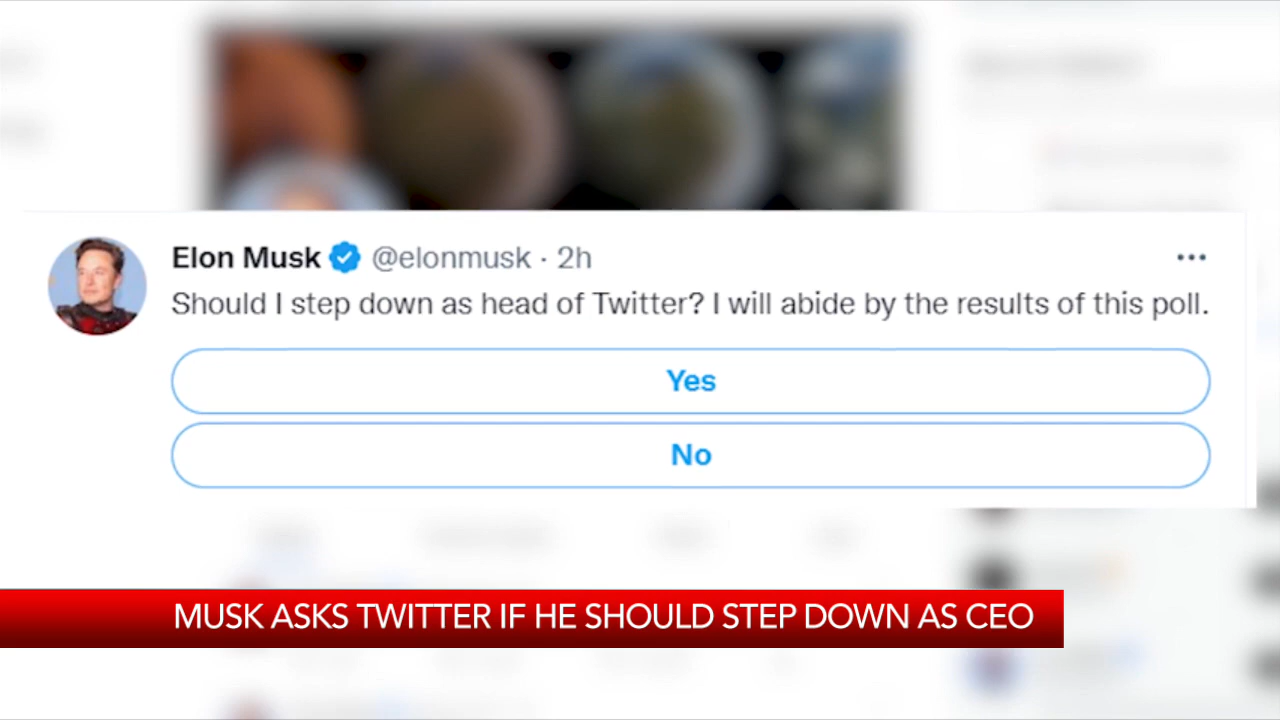 Elon Musk @elonmusk · 2h
Should I step down as head of Twitter? I will abide by the results of this poll.
Yes
No
MUSK ASKS TWITTER IF HE SHOULD STEP DOWN AS CEO